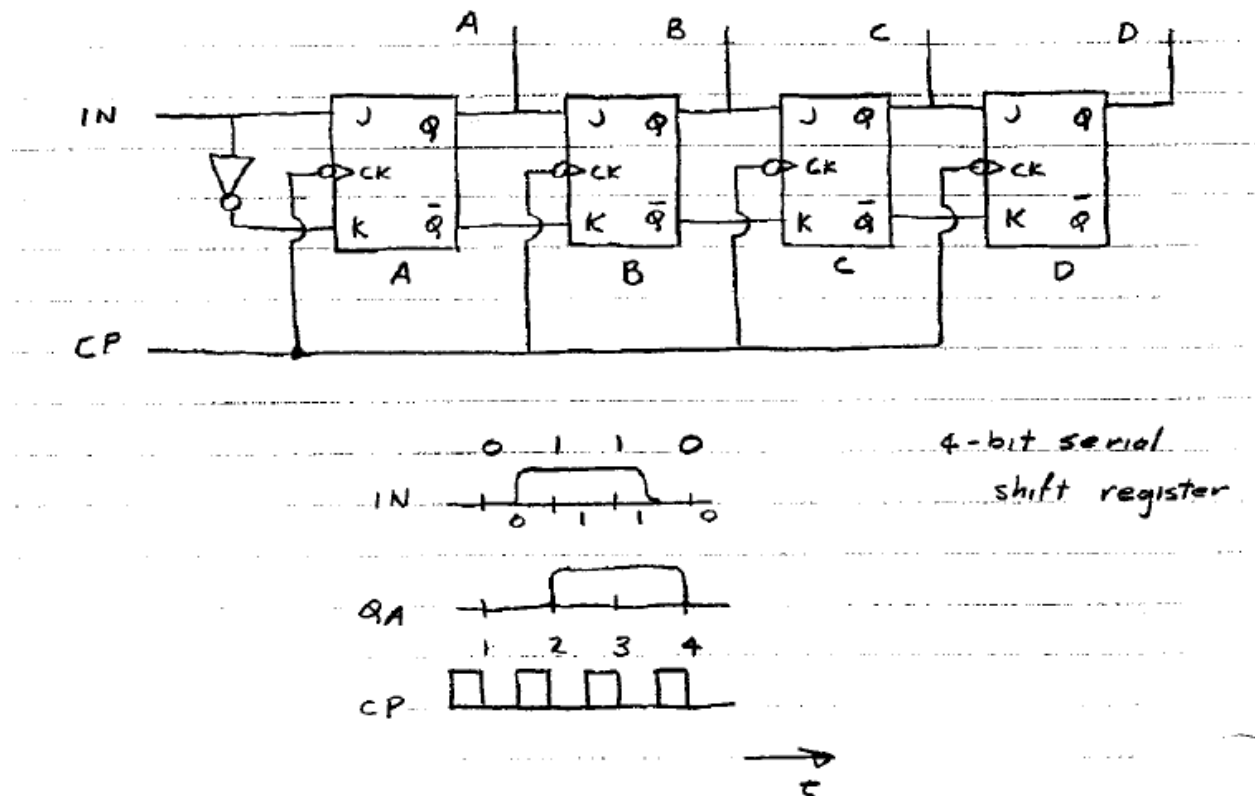 A B C D
IN J Q J Q J Q J Q
CK CK CK CK
K Q̄ K Q̄ K Q̄ K Q̄
A B C D
CP
0 1 1 0 4-bit serial
IN shift register
0 1 1 0
QA
1 2 3 4
CP
t